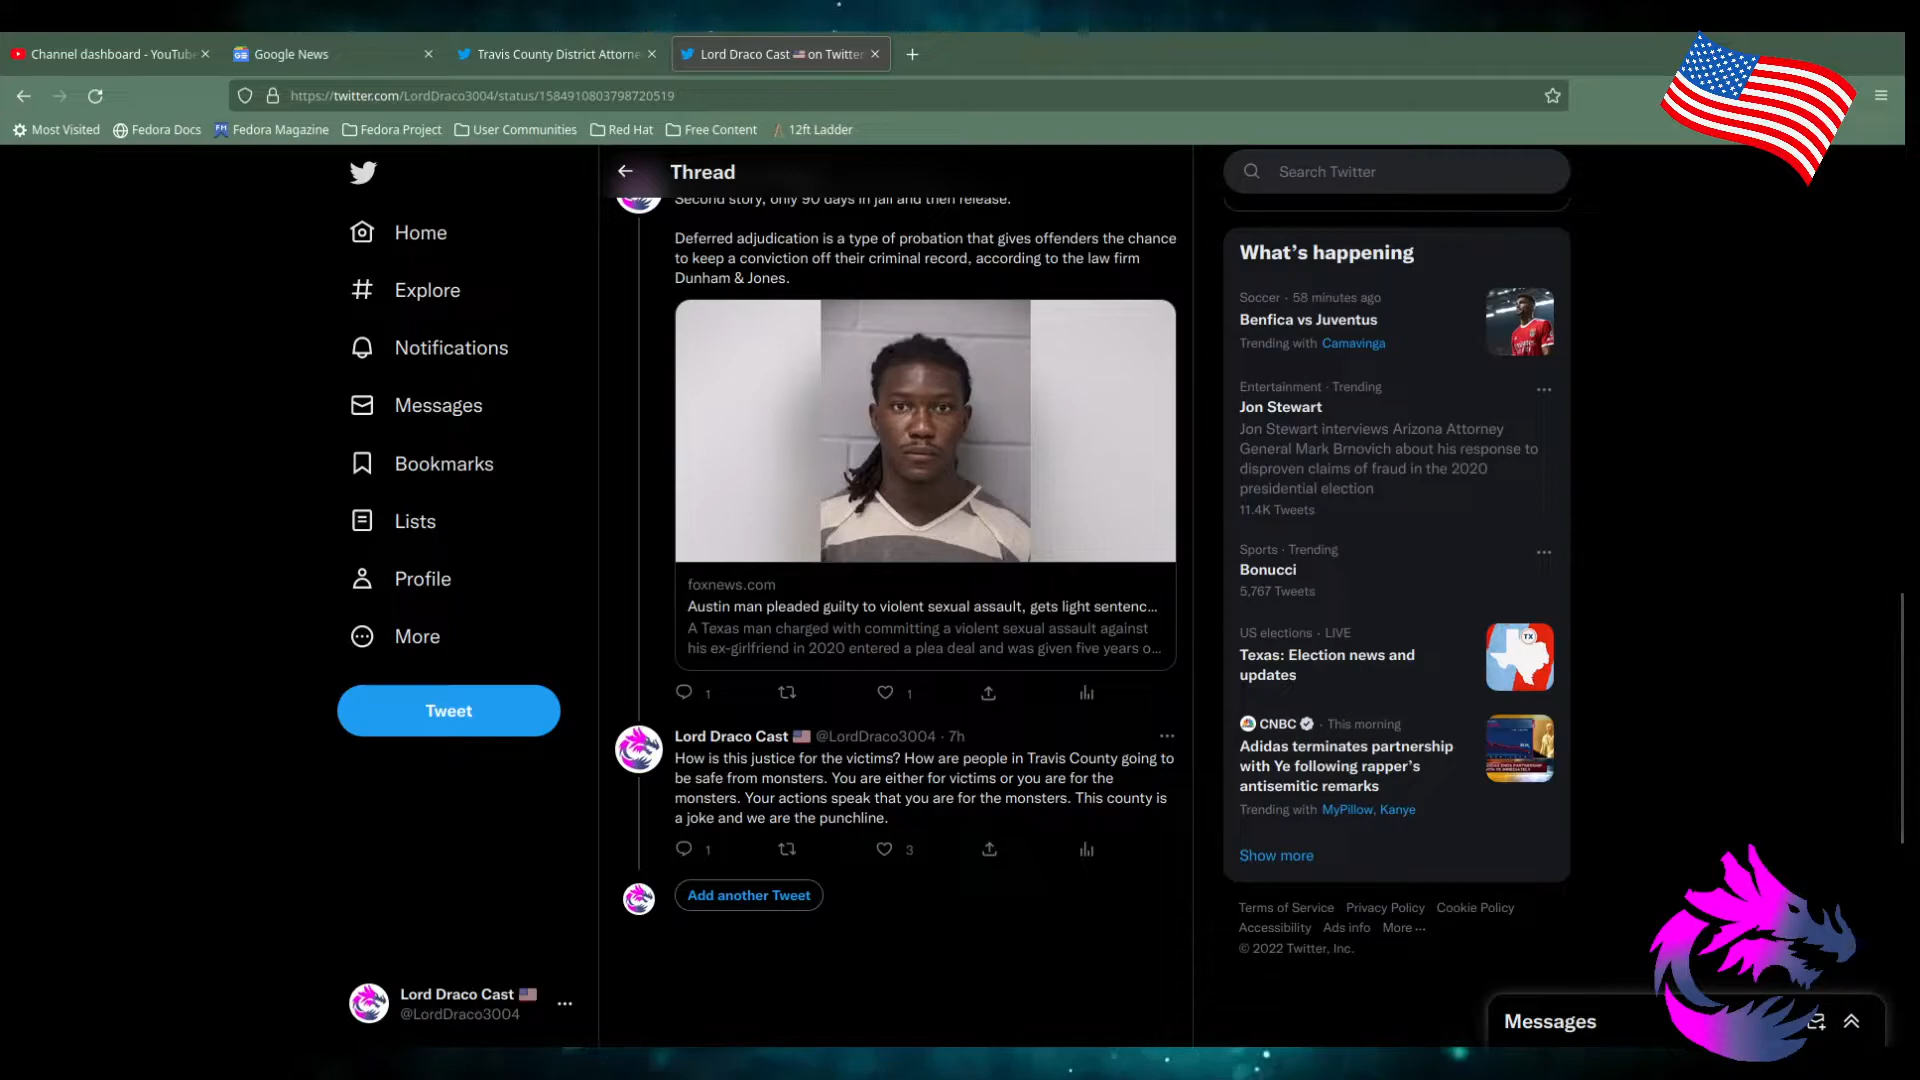 Channel dashboard - YouTube
Google News
Travis County District Attorne
Lord Draco Cast 🇺🇸 on Twitter
https://twitter.com/LordDraco3004/status/1584910803798720519
Most Visited
Fedora Docs
Fedora Magazine
Fedora Project
User Communities
Red Hat
Free Content
12ft Ladder
Home
Explore
Notifications
Messages
Bookmarks
Lists
Profile
More
Tweet
Lord Draco Cast 🇺🇸
@LordDraco3004
Thread
Second story, only 90 days in jail and then release.
Deferred adjudication is a type of probation that gives offenders the chance
to keep a conviction off their criminal record, according to the law firm
Dunham & Jones.
foxnews.com
Austin man pleaded guilty to violent sexual assault, gets light sentenc...
A Texas man charged with committing a violent sexual assault against
his ex-girlfriend in 2020 entered a plea deal and was given five years o...
1
1
Lord Draco Cast 🇺🇸 @LordDraco3004 · 7h
How is this justice for the victims? How are people in Travis County going to
be safe from monsters. You are either for victims or you are for the
monsters. Your actions speak that you are for the monsters. This county is
a joke and we are the punchline.
1
3
Add another Tweet
Search Twitter
What's happening
Soccer · 58 minutes ago
Benfica vs Juventus
Trending with Camavinga
Entertainment · Trending
Jon Stewart
Jon Stewart interviews Arizona Attorney
General Mark Brnovich about his response to
disproven claims of fraud in the 2020
presidential election
11.4K Tweets
Sports · Trending
Bonucci
5,767 Tweets
US elections · LIVE
Texas: Election news and
updates
TX
CNBC · This morning
Adidas terminates partnership
with Ye following rapper's
antisemitic remarks
Trending with MyPillow, Kanye
Show more
Terms of Service Privacy Policy Cookie Policy
Accessibility Ads info More ...
© 2022 Twitter, Inc.
Messages